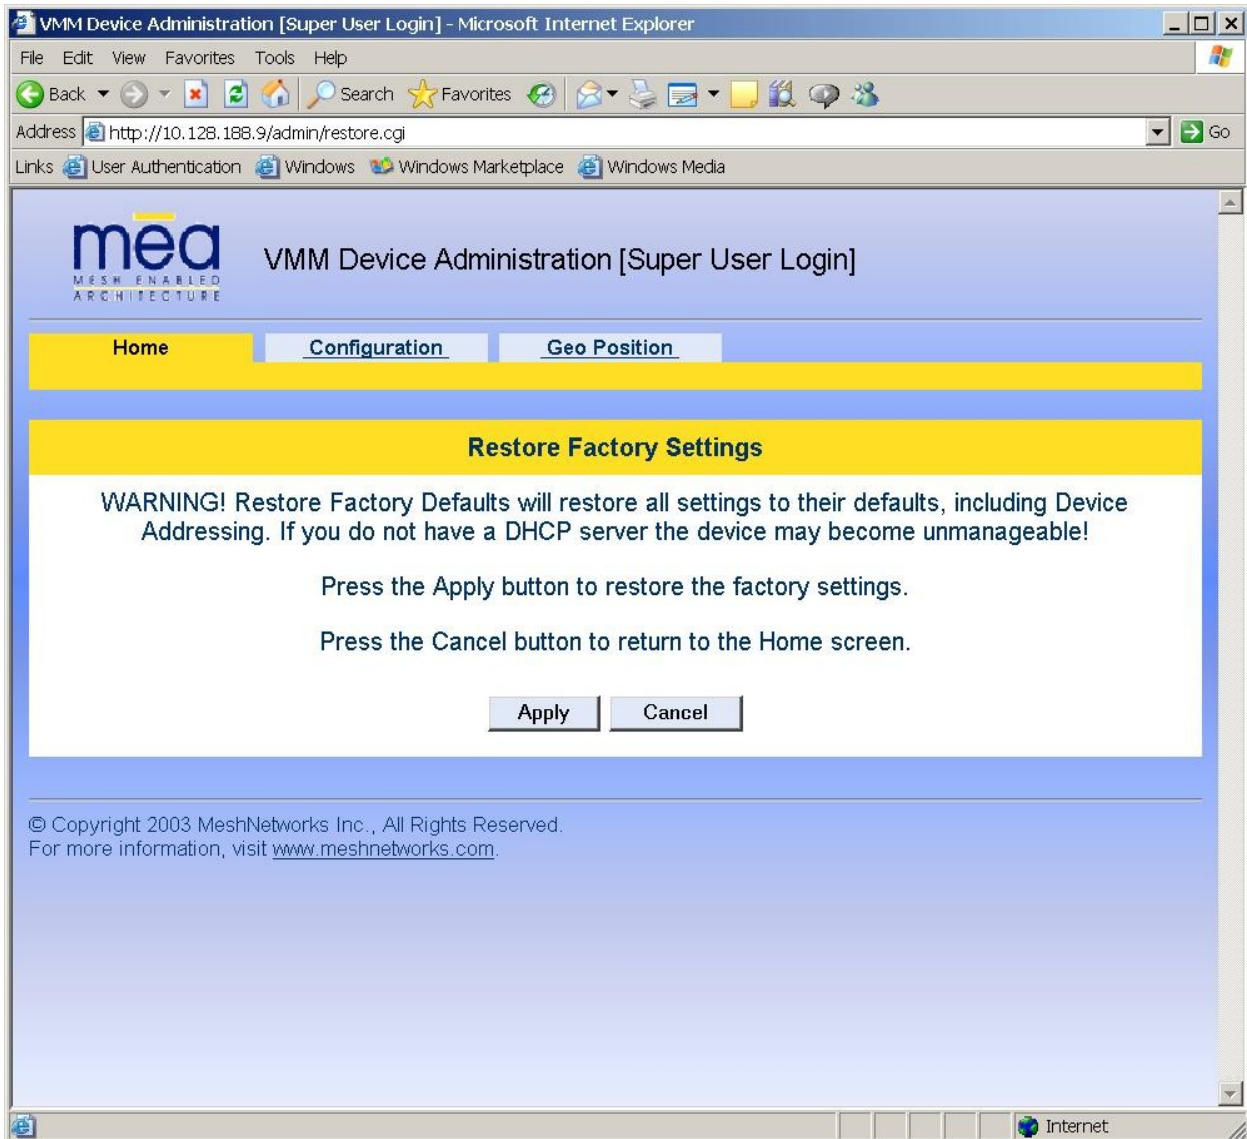 VMM Device Administration [Super User Login] - Microsoft Internet Explorer
File Edit View Favorites Tools Help
Back Search Favorites
Address http://10.128.188.9/admin/restore.cgi Go
Links User Authentication Windows Windows Marketplace Windows Media
mea
MESH ENABLED
ARCHITECTURE
VMM Device Administration [Super User Login]
Home Configuration Geo Position
Restore Factory Settings
WARNING! Restore Factory Defaults will restore all settings to their defaults, including Device
Addressing. If you do not have a DHCP server the device may become unmanageable!
Press the Apply button to restore the factory settings.
Press the Cancel button to return to the Home screen.
Apply Cancel
© Copyright 2003 MeshNetworks Inc., All Rights Reserved.
For more information, visit www.meshnetworks.com.
Internet